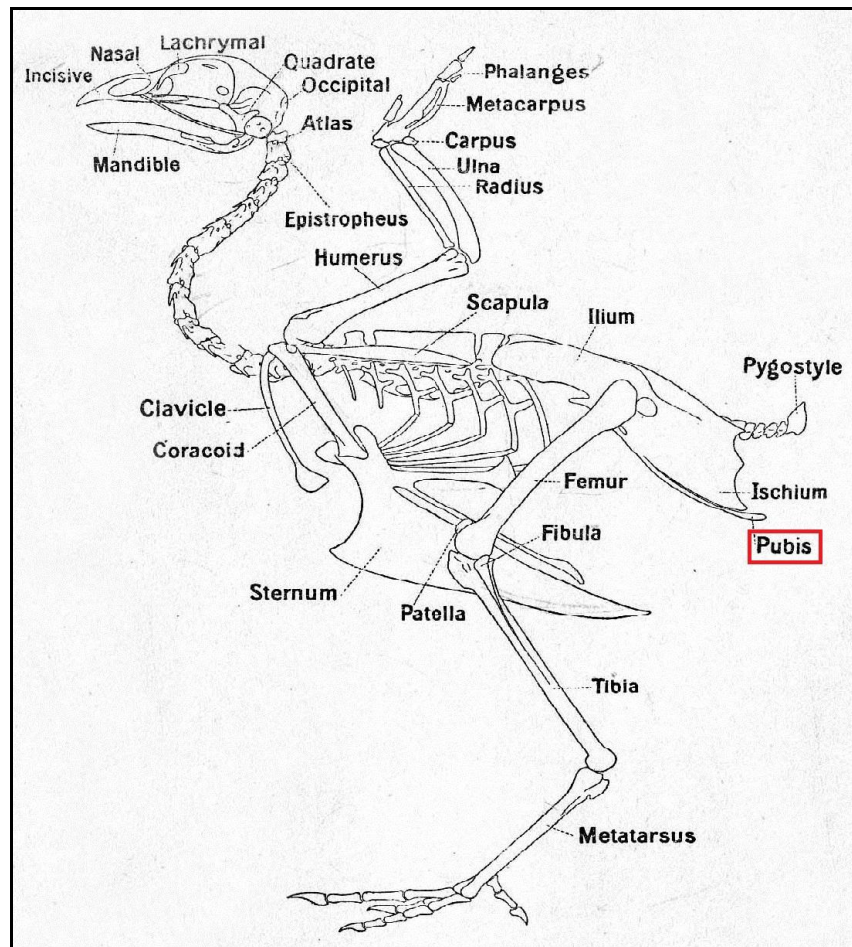 Lachrymal
Nasal
Quadrate
Incisive
Occipital
Phalanges
Metacarpus
Atlas
Carpus
Mandible
Ulna
Radius
Epistropheus
Humerus
Scapula
Ilium
Pygostyle
Clavicle
Coracoid
Femur
Ischium
Fibula
Pubis
Sternum
Patella
Tibia
Metatarsus